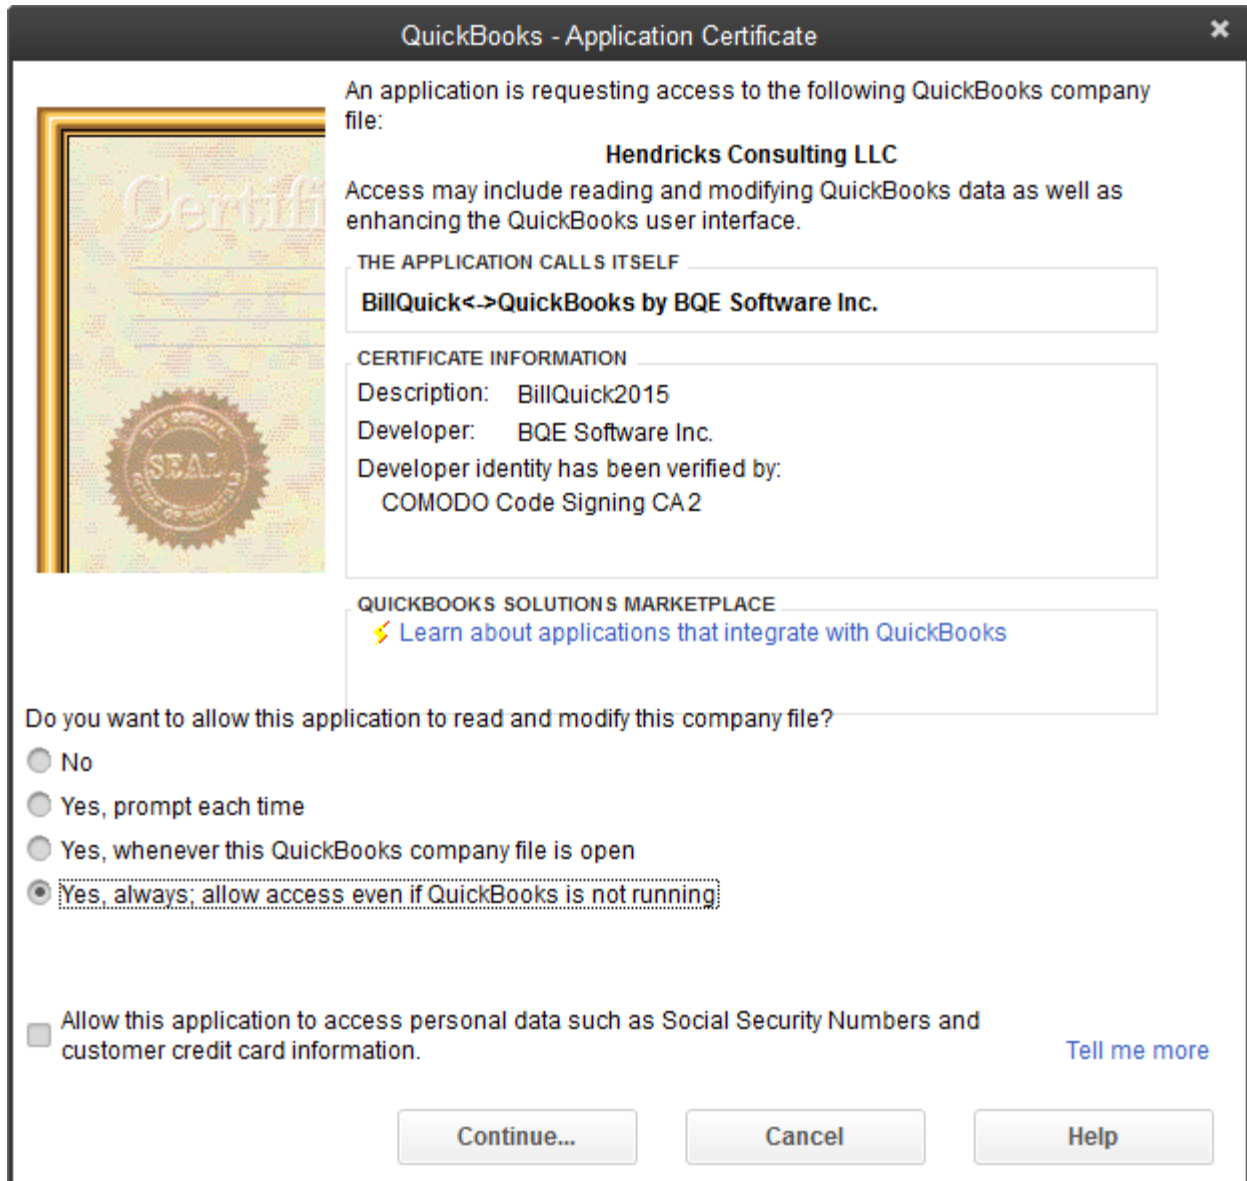 QuickBooks - Application Certificate
An application is requesting access to the following QuickBooks company
file:
Hendricks Consulting LLC
Access may include reading and modifying QuickBooks data as well as
enhancing the QuickBooks user interface.
THE APPLICATION CALLS ITSELF
BillQuick<->QuickBooks by BQE Software Inc.
CERTIFICATE INFORMATION
Description: BillQuick2015
Developer: BQE Software Inc.
Developer identity has been verified by:
COMODO Code Signing CA 2
Certifi
SEAL
QUICKBOOKS SOLUTIONS MARKETPLACE
Learn about applications that integrate with QuickBooks
Do you want to allow this application to read and modify this company file?
No
Yes, prompt each time
Yes, whenever this QuickBooks company file is open
Yes, always; allow access even if QuickBooks is not running
Allow this application to access personal data such as Social Security Numbers and
customer credit card information.
Tell me more
Continue...
Cancel
Help